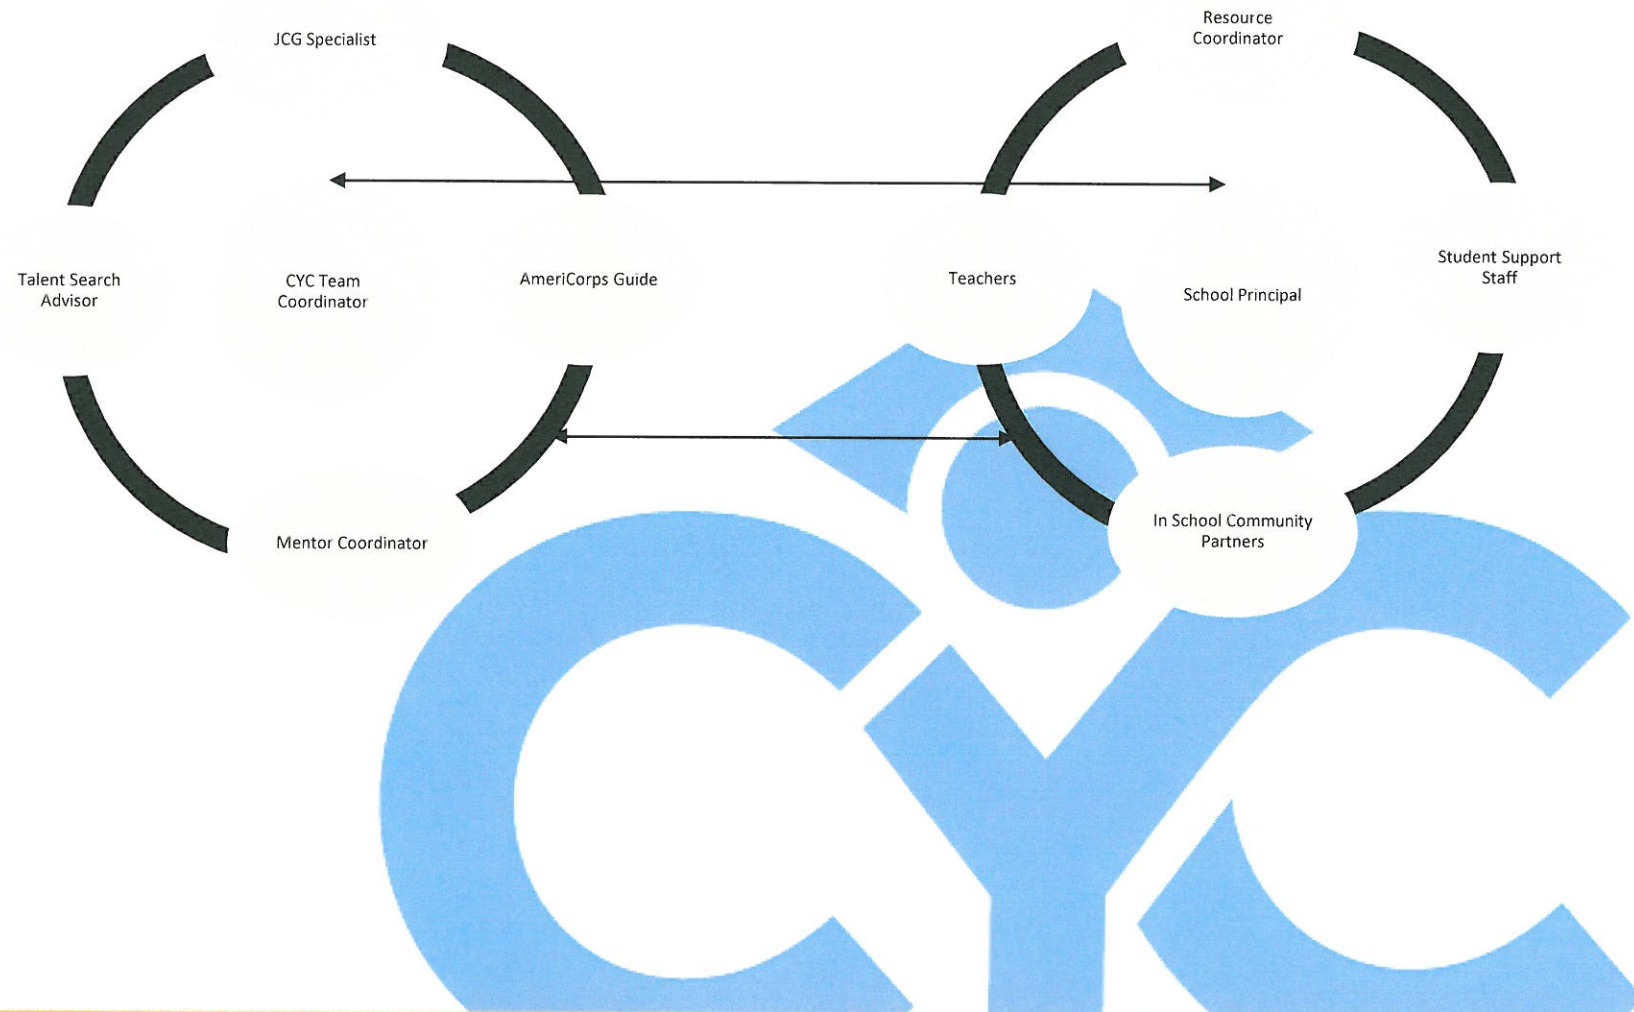 JCG Specialist
Resource
Coordinator
Talent Search
Advisor
CYC Team
Coordinator
AmeriCorps Guide
Teachers
School Principal
Student Support
Staff
Mentor Coordinator
In School Community
Partners
CYC